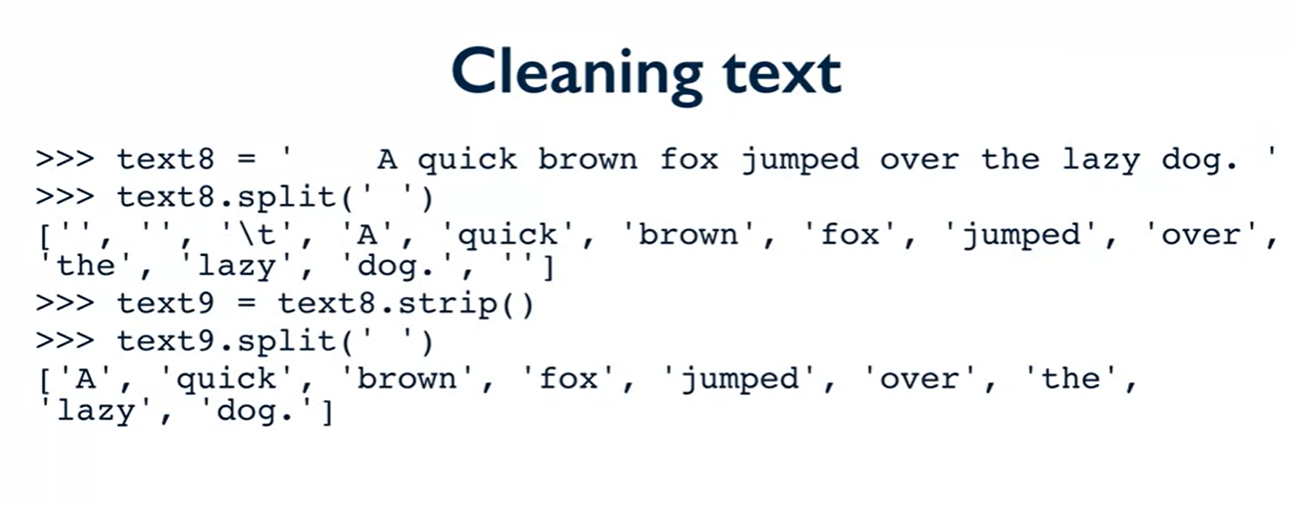 Cleaning text
>>> text8 = '    A quick brown fox jumped over the lazy dog. '
>>> text8.split(' ')
['', '', '\t', 'A', 'quick', 'brown', 'fox', 'jumped', 'over',
'the', 'lazy', 'dog.', '']
>>> text9 = text8.strip()
>>> text9.split(' ')
['A', 'quick', 'brown', 'fox', 'jumped', 'over', 'the',
'lazy', 'dog.']